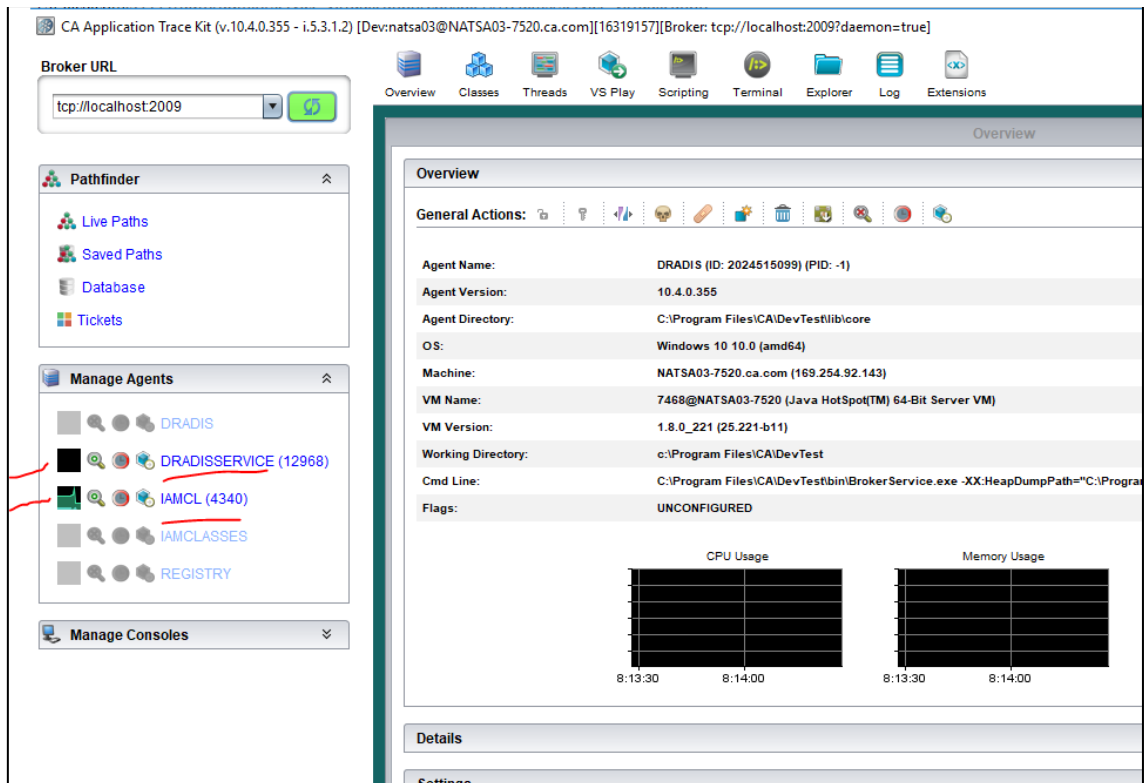 CA Application Trace Kit (v.10.4.0.355 - i.5.3.1.2) [Dev:natsa03@NATSA03-7520.ca.com][16319157][Broker: tcp://localhost:2009?daemon=true]
Broker URL
tcp://localhost:2009
Overview Classes Threads VS Play Scripting Terminal Explorer Log Extensions
Overview
Pathfinder
Live Paths
Saved Paths
Database
Tickets
Manage Agents
DRADIS
DRADISSERVICE (12968)
IAMCL (4340)
IAMCLASSES
REGISTRY
Manage Consoles
Overview
General Actions:
Agent Name: DRADIS (ID: 2024515099) (PID: -1)
Agent Version: 10.4.0.355
Agent Directory: C:\Program Files\CA\DevTest\lib\core
OS: Windows 10 10.0 (amd64)
Machine: NATSA03-7520.ca.com (169.254.92.143)
VM Name: 7468@NATSA03-7520 (Java HotSpot(TM) 64-Bit Server VM)
VM Version: 1.8.0_221 (25.221-b11)
Working Directory: c:\Program Files\CA\DevTest
Cmd Line: C:\Program Files\CA\DevTest\bin\BrokerService.exe -XX:HeapDumpPath="C:\Progra
Flags: UNCONFIGURED
CPU Usage Memory Usage
8:13:30 8:14:00 8:13:30 8:14:00
Details
Settings